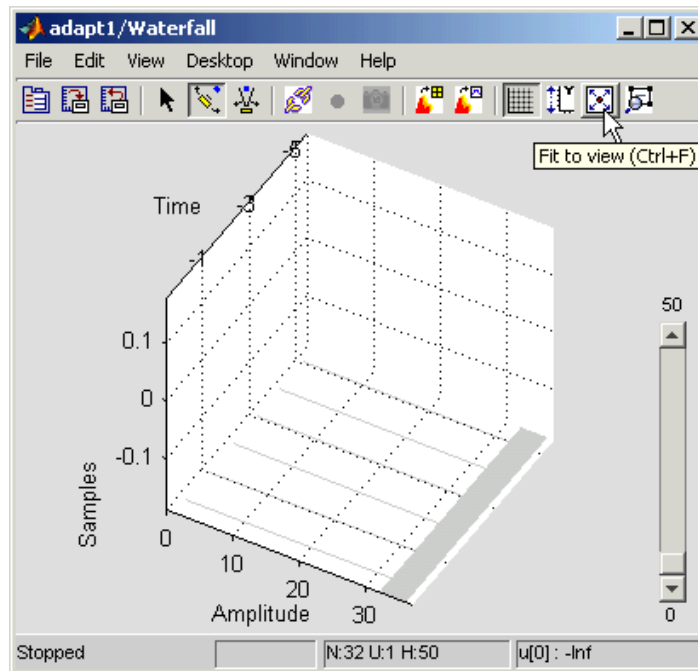 adapt1/Waterfall
File Edit View Desktop Window Help
Fit to view (Ctrl+F)
-5
Time
-3
-1
50
0.1
0
-0.1
Samples
0
10
20
30
Amplitude
0
Stopped
N:32 U:1 H:50
u[0] : -Inf